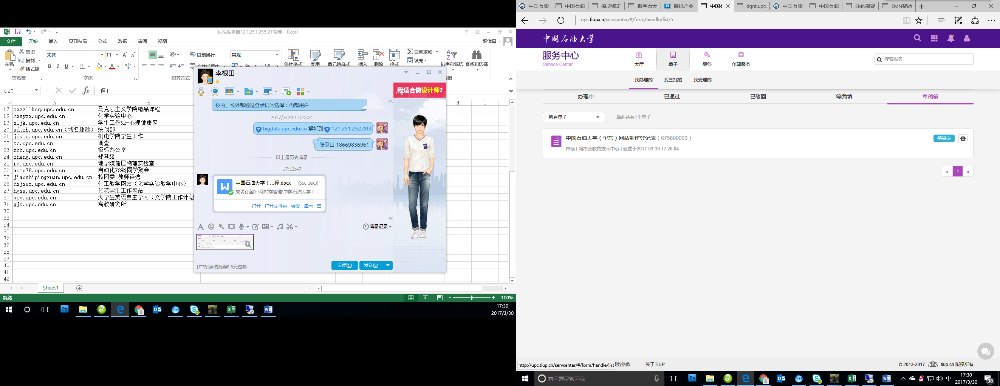 远程服务器121.251.255.21管理 - Excel
文件 开始 插入 页面布局 公式 数据 审阅 视图
赵怡晨
粘贴 剪切 复制 格式刷
宋体 11
B I U
自动换行
常规
条件格式 套用 单元格样式 插入 删除 格式
自动求和 填充 排序和筛选 查找和选择
剪贴板 字体 对齐方式 编辑
C20 fx 停止
A B H I
17 sxzzllkcq.upc.edu.cn 马克思主义学院精品课程
18 hxsyzx.upc.edu.cn 化学实验中心
19 xljk.upc.edu.cn 学生工作处-心理健康网
20 sdtzb.upc.edu.cn（域名删除） 统战部
21 jdstu.upc.edu.cn 机电学院学生工作
22 dc.upc.edu.cn 调查
23 zbb.upc.edu.cn 招标办公室
24 zheng.upc.edu.cn 郑其绪
25 rg.upc.edu.cn 地学院储层物理实验室
26 auto78.upc.edu.cn 自动化78级同学聚会
27 jiaoshipingxuan.upc.edu.cn 校团委-教师评选
28 hxjxwz.upc.edu.cn 化工教学网站（化学实验教学中心）
29 hgxs.upc.edu.cn 化院学生工作网站
30 meo.upc.edu.cn 大学生英语自主学习（文学院工作计划
31 gjs.upc.edu.cn 高教研究所
32
33
34
35
36
37
38
39
40
41
42
Sheet1
就绪
100%
17:30
2017/3/30
李根田
我适合做设计师?
广告
校内、校外都通过登录访问选择：内部用户
2017/3/29 17:25:31
bigdata.upc.edu.cn 解析到 121.251.252.203
张卫山 18669836961
以上是历史消息
17:12:47
中国石油大学（ ...程.docx (556.38KB)
成功存至D:\网站群管理\中国石油大学（ ...
打开 打开文件夹 转发 演示
消息记录
[广告]清洁海绵8.8元包邮
关闭(C) 发送(S)
中国石油 中国石油 模块绑定 数字石大 腾讯企业 中国石 dgnt.upc. 中国石油 中国石油 EMN智能 EMN智能
upc.tiup.cn/servcenter/#/form/handle/list/5
中国石油大学
服务中心
Service Center
大厅 单子 服务 创建服务
搜索服务
我办理的 我签批的 我受理的
办理中 已通过 已驳回 等我填 草稿箱
所有单子 当前共有1个单子
中国石油大学（华东）网站制作登记表（675800003）
待提交
申请 | 网络及教育技术中心 | 创建于2017-03-30 17:26:04
« 1 »
http://upc.tiup.cn/servcenter/#/form/handle/list
服务条款 关于TiUP
© 2013-2017 tiup.cn 版权所有
有问题尽管问我
中
17:30
2017/3/30
38